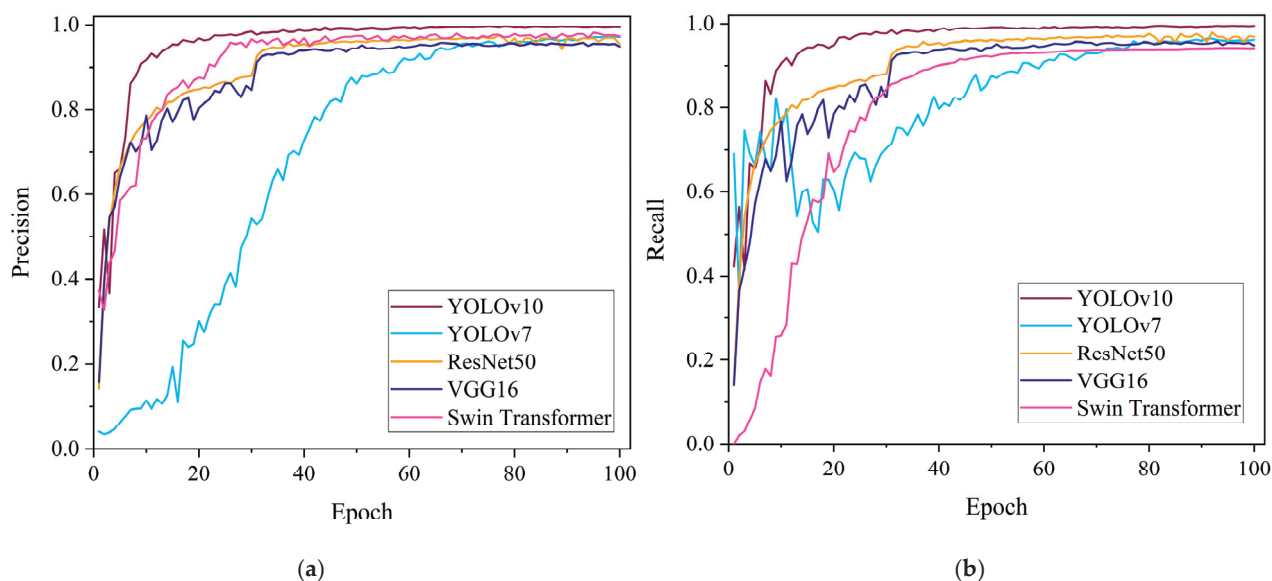 1.0
0.8
0.6
0.4
0.2
0.0
Precision
0
20
40
60
80
100
Epoch
YOLOv10
YOLOv7
ResNet50
VGG16
Swin Transformer
(a)
1.0
0.8
0.6
0.4
0.2
0.0
Recall
0
20
40
60
80
100
Epoch
YOLOv10
YOLOv7
ResNet50
VGG16
Swin Transformer
(b)